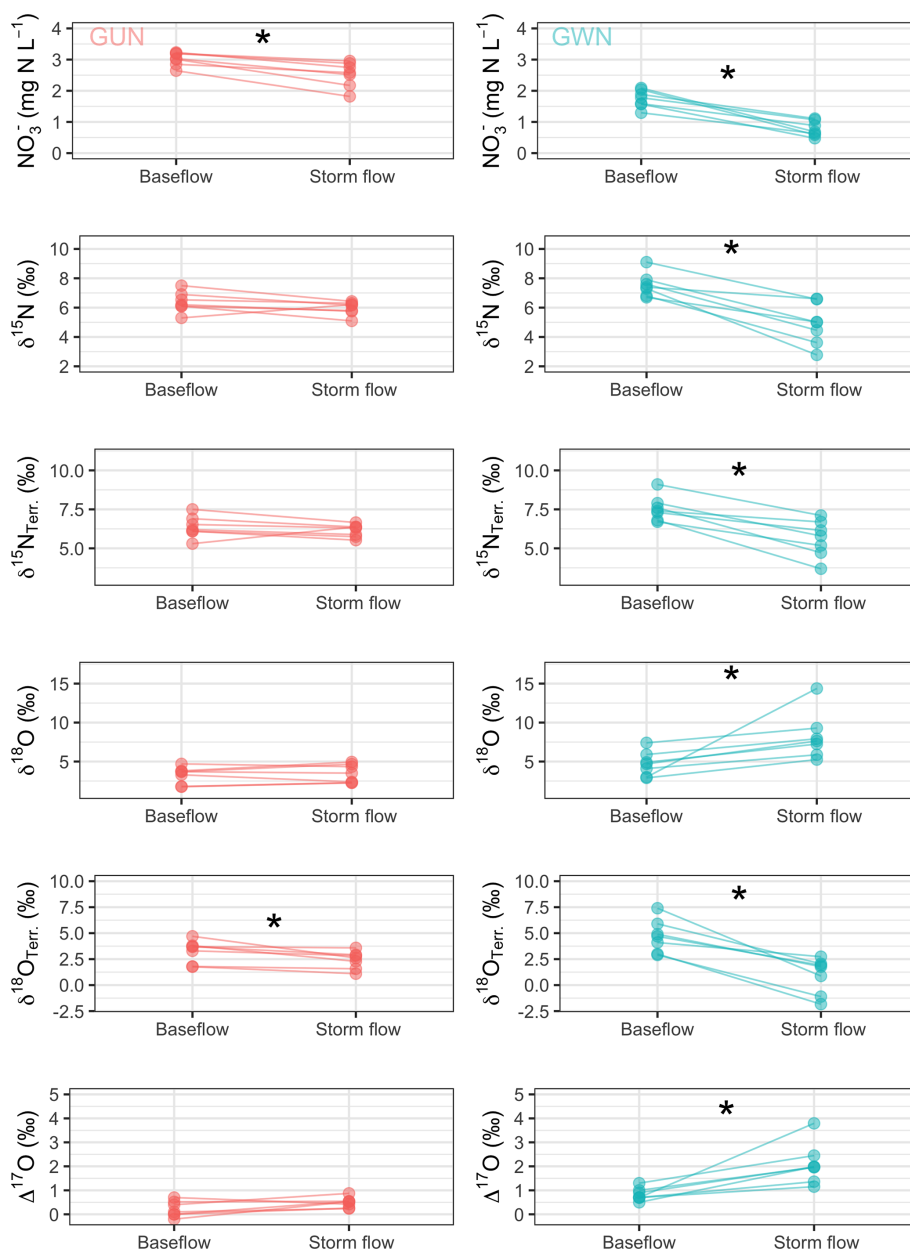 GUN
NO₃⁻ (mg N L⁻¹)
4
3
2
1
0
*
Baseflow Storm flow
GWN
NO₃⁻ (mg N L⁻¹)
4
3
2
1
0
*
Baseflow Storm flow
δ¹⁵N (‰)
10
8
6
4
2
Baseflow Storm flow
δ¹⁵N (‰)
10
8
6
4
2
*
Baseflow Storm flow
δ¹⁵N_Terr. (‰)
10.0
7.5
5.0
Baseflow Storm flow
δ¹⁵N_Terr. (‰)
10.0
7.5
5.0
*
Baseflow Storm flow
δ¹⁸O (‰)
15
10
5
Baseflow Storm flow
δ¹⁸O (‰)
15
10
5
*
Baseflow Storm flow
δ¹⁸O_Terr. (‰)
10.0
7.5
5.0
2.5
0.0
-2.5
*
Baseflow Storm flow
δ¹⁸O_Terr. (‰)
10.0
7.5
5.0
2.5
0.0
-2.5
*
Baseflow Storm flow
Δ¹⁷O (‰)
5
4
3
2
1
0
Baseflow Storm flow
Δ¹⁷O (‰)
5
4
3
2
1
0
*
Baseflow Storm flow